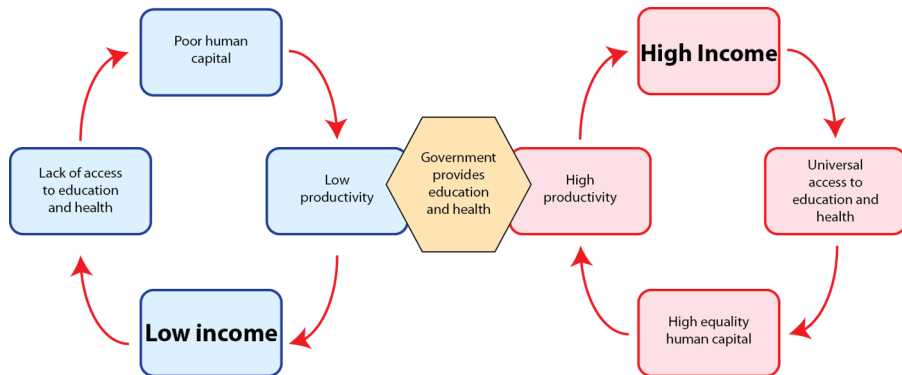 Poor human
capital
High Income
Lack of access
to education
and health
Low
productivity
Government
provides
education
and health
High
productivity
Universal
access to
education and
health
Low income
High equality
human capital